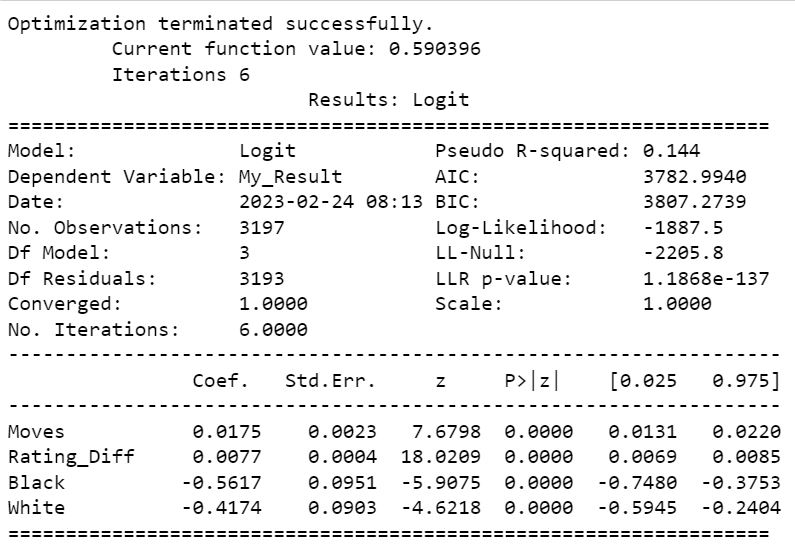 Optimization terminated successfully.
         Current function value: 0.590396
         Iterations 6
                          Results: Logit
==================================================================
Model:              Logit            Pseudo R-squared: 0.144
Dependent Variable: My_Result        AIC:              3782.9940
Date:               2023-02-24 08:13 BIC:              3807.2739
No. Observations:   3197             Log-Likelihood:   -1887.5
Df Model:           3                LL-Null:          -2205.8
Df Residuals:       3193             LLR p-value:      1.1868e-137
Converged:          1.0000           Scale:            1.0000
No. Iterations:     6.0000
-------------------------------------------------------------------
                Coef.   Std.Err.     z     P>|z|    [0.025   0.975]
-------------------------------------------------------------------
Moves           0.0175    0.0023   7.6798  0.0000   0.0131   0.0220
Rating_Diff     0.0077    0.0004  18.0209  0.0000   0.0069   0.0085
Black          -0.5617    0.0951  -5.9075  0.0000  -0.7480  -0.3753
White          -0.4174    0.0903  -4.6218  0.0000  -0.5945  -0.2404
==================================================================